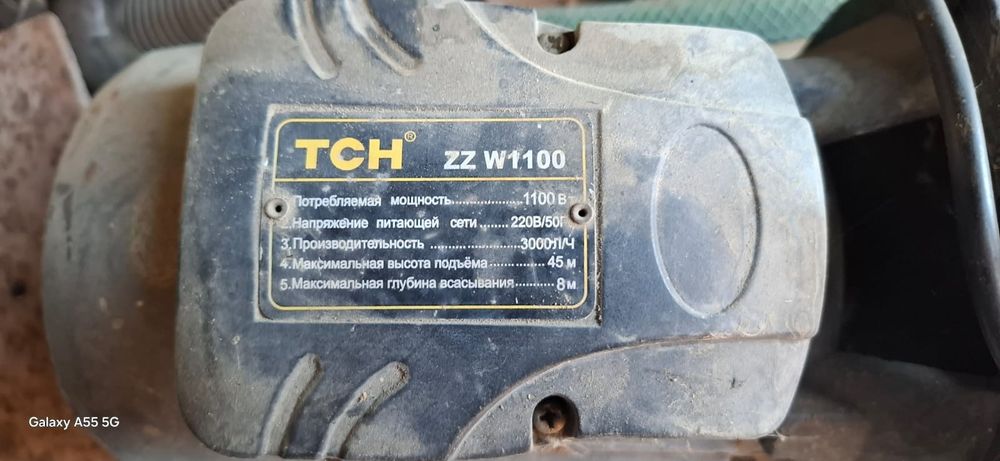 TCH®
ZZ W1100
1.Потребляемая мощность..................1100 В
2.Напряжение питающей сети.......220В/50Г
3.Производительность ......................3000Л/Ч
4.Максимальная высота подъёма..............45 м
5.Максимальная глубина всасывания..........8 м
Galaxy A55 5G